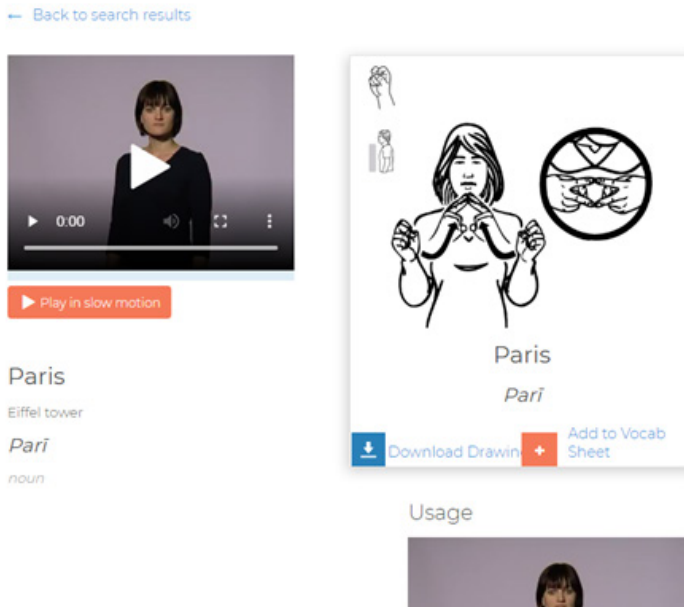 ← Back to search results
0:00
Play in slow motion
Paris
Eiffel tower
Parī
noun
Paris
Parī
Download Drawin
Add to Vocab
Sheet
Usage